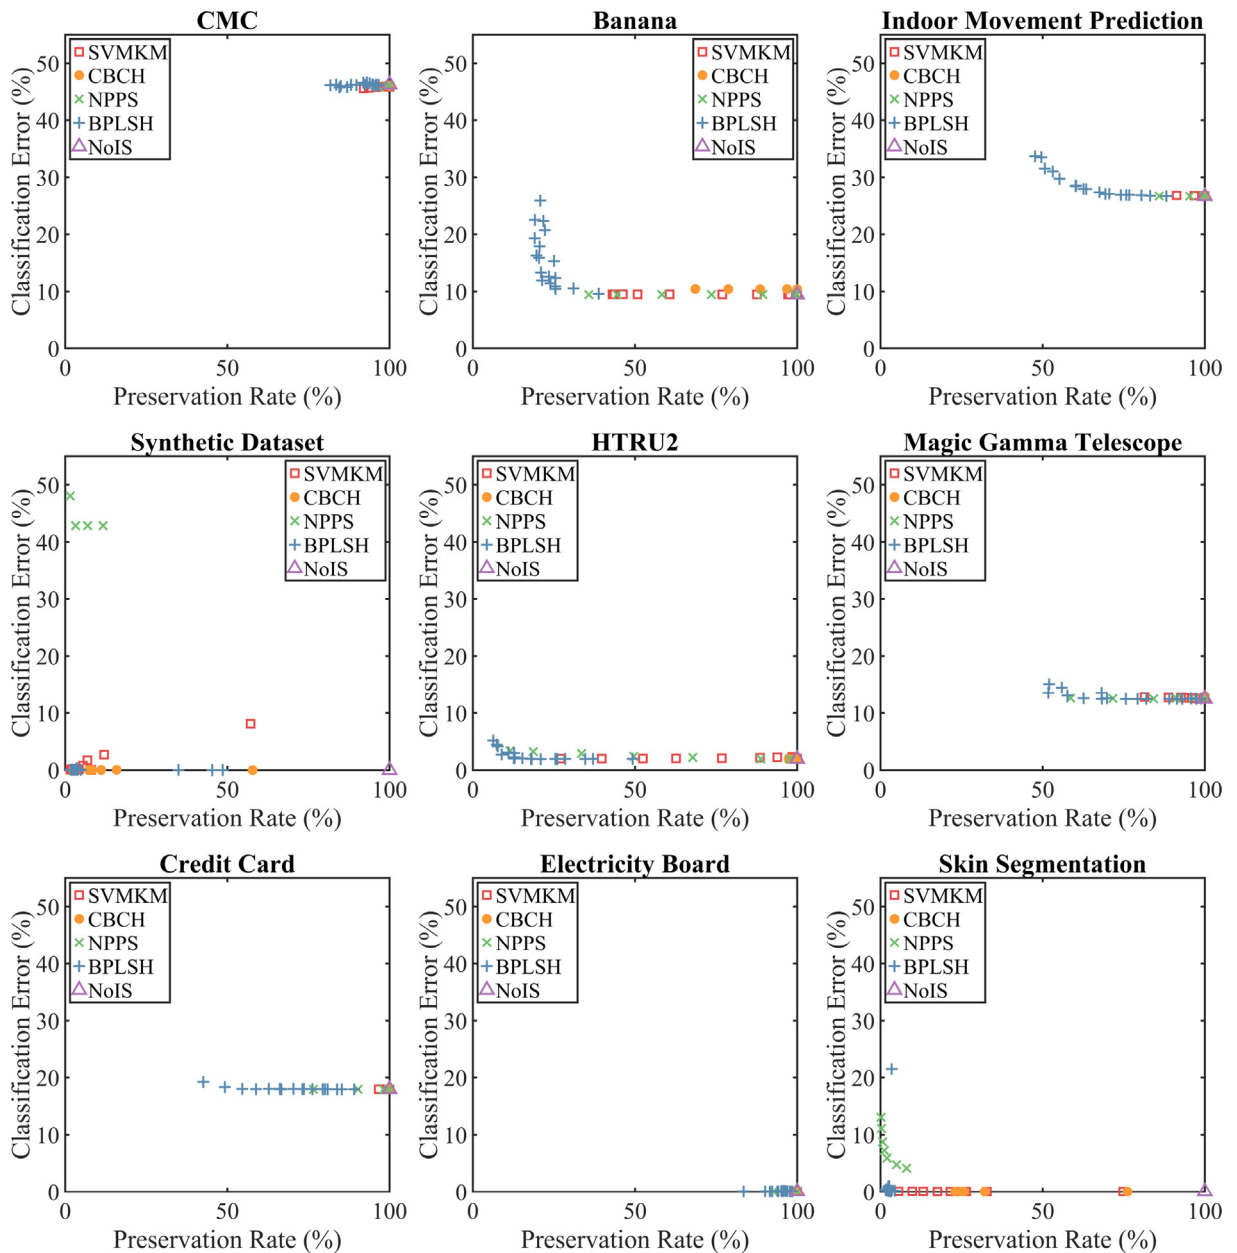 CMC
Classification Error (%)
50
40
30
20
10
0
SVMKM
CBCH
NPPS
BPLSH
NoIS
0 50 100
Preservation Rate (%)
Banana
Classification Error (%)
50
40
30
20
10
0
SVMKM
CBCH
NPPS
BPLSH
NoIS
0 50 100
Preservation Rate (%)
Indoor Movement Prediction
Classification Error (%)
50
40
30
20
10
0
SVMKM
CBCH
NPPS
BPLSH
NoIS
0 50 100
Preservation Rate (%)
Synthetic Dataset
Classification Error (%)
50
40
30
20
10
0
SVMKM
CBCH
NPPS
BPLSH
NoIS
0 50 100
Preservation Rate (%)
HTRU2
Classification Error (%)
50
40
30
20
10
0
SVMKM
CBCH
NPPS
BPLSH
NoIS
0 50 100
Preservation Rate (%)
Magic Gamma Telescope
Classification Error (%)
50
40
30
20
10
0
SVMKM
CBCH
NPPS
BPLSH
NoIS
0 50 100
Preservation Rate (%)
Credit Card
Classification Error (%)
50
40
30
20
10
0
SVMKM
CBCH
NPPS
BPLSH
NoIS
0 50 100
Preservation Rate (%)
Electricity Board
Classification Error (%)
50
40
30
20
10
0
SVMKM
CBCH
NPPS
BPLSH
NoIS
0 50 100
Preservation Rate (%)
Skin Segmentation
Classification Error (%)
50
40
30
20
10
0
SVMKM
CBCH
NPPS
BPLSH
NoIS
0 50 100
Preservation Rate (%)